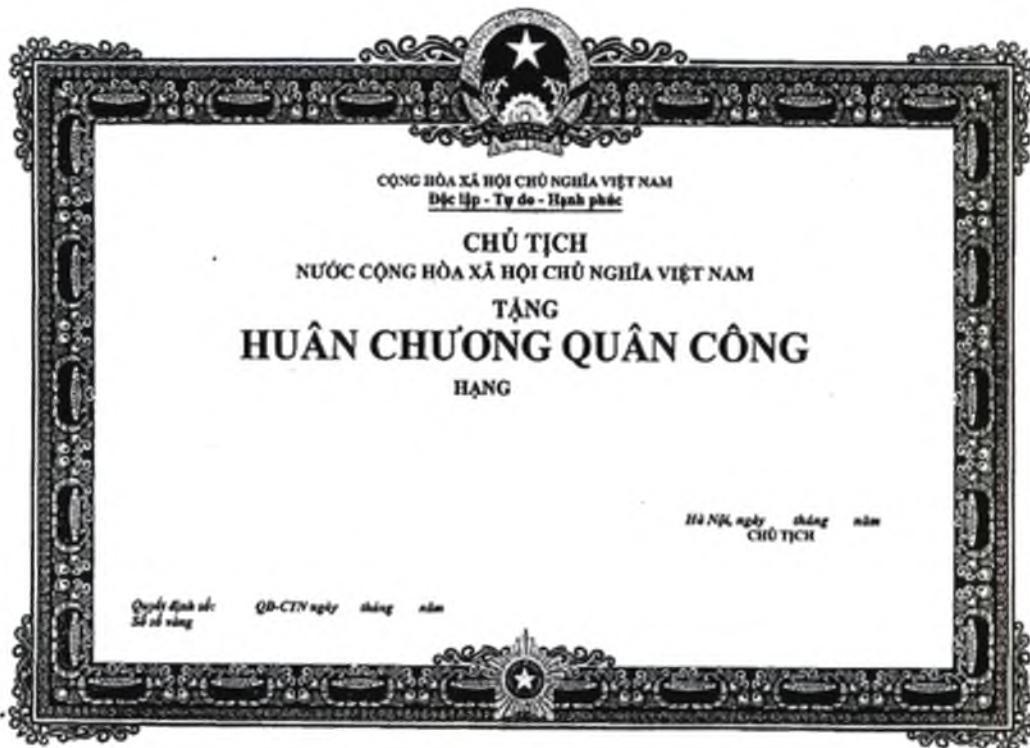 CỘNG HÒA XÃ HỘI CHỦ NGHĨA VIỆT NAM
Độc lập - Tự do - Hạnh phúc
CHỦ TỊCH
NƯỚC CỘNG HÒA XÃ HỘI CHỦ NGHĨA VIỆT NAM
TẶNG
HUÂN CHƯƠNG QUÂN CÔNG
HẠNG
Hà Nội, ngày tháng năm
CHỦ TỊCH
Quyết định số: QĐ-CTN ngày tháng năm
Số sổ vàng